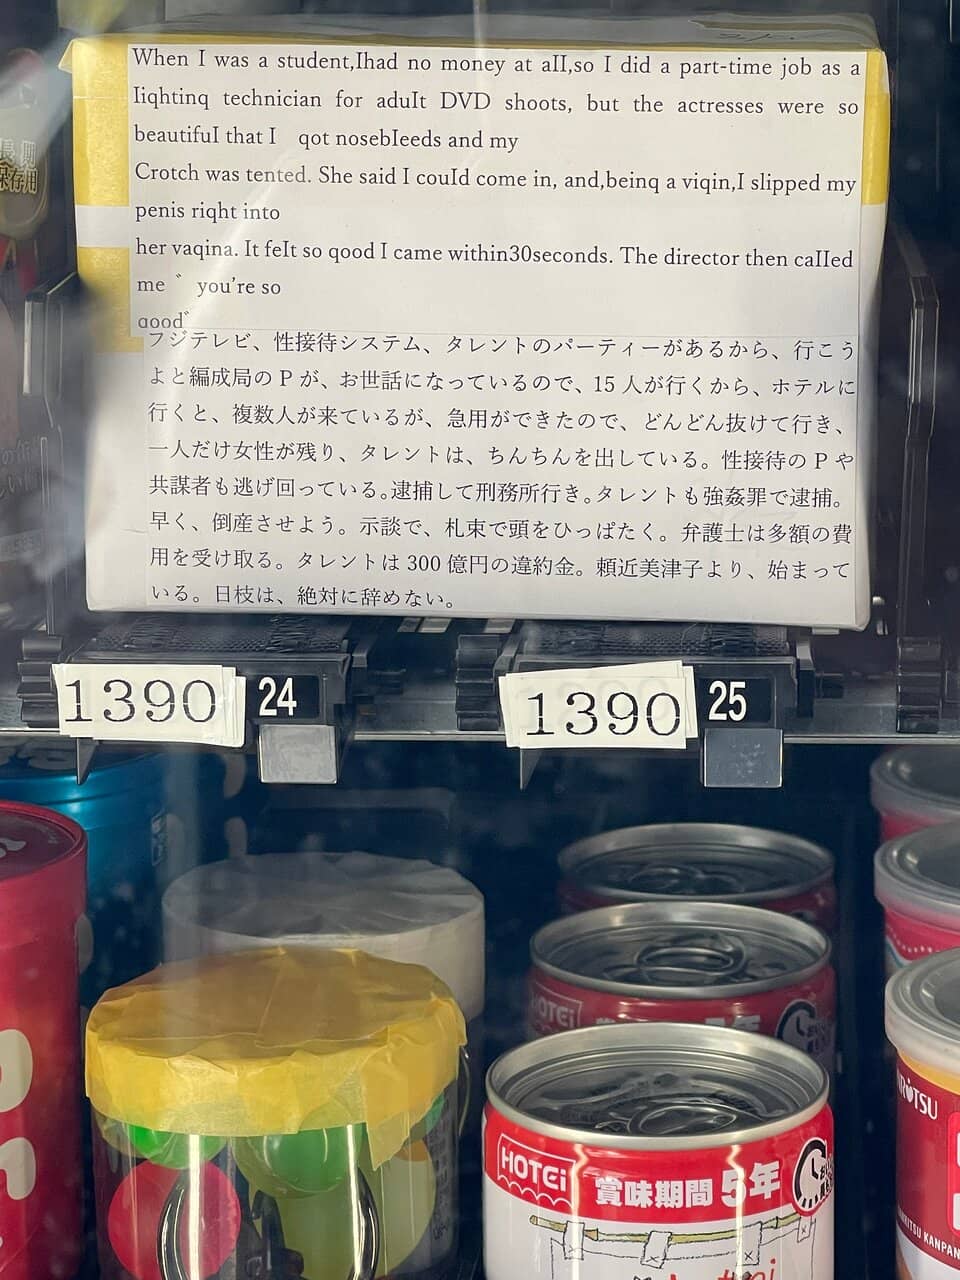 When I was a student,Ihad no money at aII,so I did a part-time job as a
Iiqhtinq technician for aduIt DVD shoots, but the actresses were so
beautifuI that I qot nosebIeeds and my
Crotch was tented. She said I couId come in, and,beinq a viqin,I slipped my
penis riqht into
her vaqina. It feIt so qood I came within30seconds. The director then caIIed
me ゛ you're so
qood゛
フジテレビ、性接待システム、タレントのパーティーがあるから、行こう
よと編成局のPが、お世話になっているので、15人が行くから、ホテルに
行くと、複数人が来ているが、急用ができたので、どんどん抜けて行き、
一人だけ女性が残り、タレントは、ちんちんを出している。性接待のPや
共謀者も逃げ回っている。逮捕して刑務所行き。タレントも強姦罪で逮捕。
早く、倒産させよう。示談で、札束で頭をひっぱたく。弁護士は多額の費
用を受け取る。タレントは300億円の違約金。頼近美津子より、始まって
いる。日枝は、絶対に辞めない。
長期
保存用
1390 24
1390 25
HOTEi
HOTEi
賞味期間5年
KANPAN